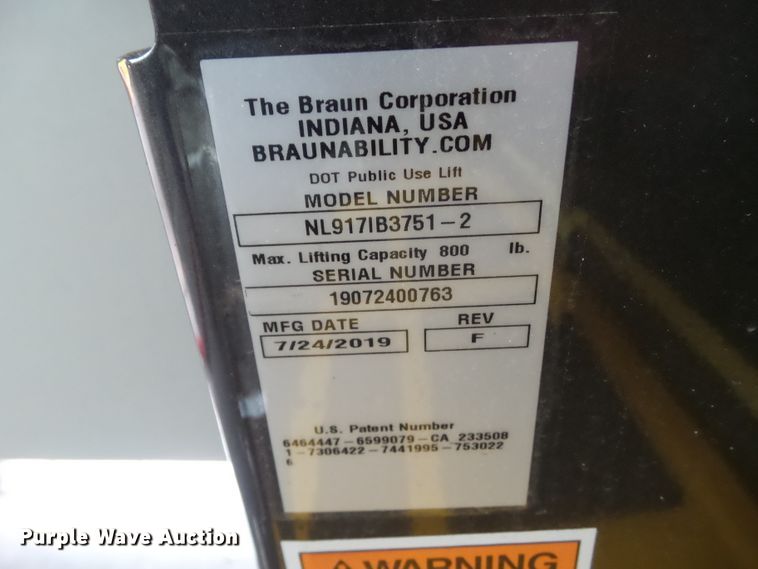 The Braun Corporation
INDIANA, USA
BRAUNABILITY.COM
DOT Public Use Lift
MODEL NUMBER
NL917IB3751-2
Max. Lifting Capacity 800 lb.
SERIAL NUMBER
19072400763
MFG DATE REV
7/24/2019 F
U.S. Patent Number
6464447-6599079-CA 233508
1-7306422-7441995-753022
6
Purple Wave Auction
WARNING